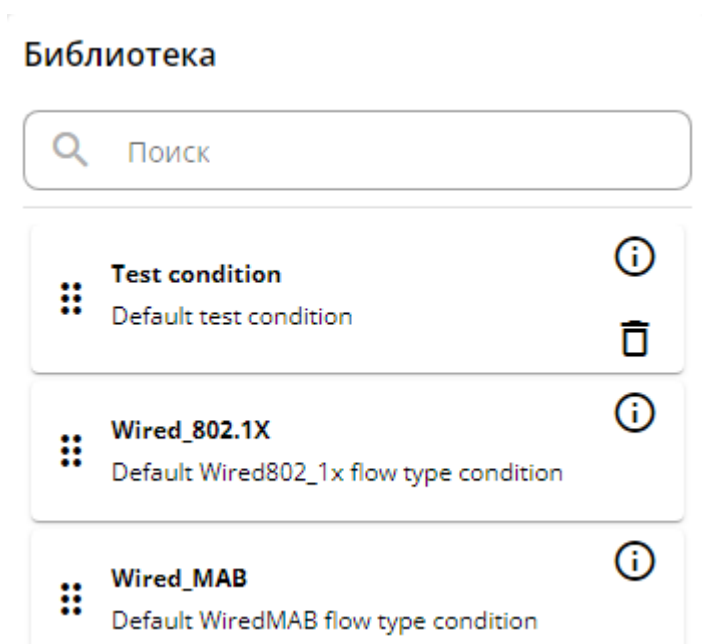 Библиотека
Поиск
Test condition
Default test condition
Wired_802.1X
Default Wired802_1x flow type condition
Wired_MAB
Default WiredMAB flow type condition